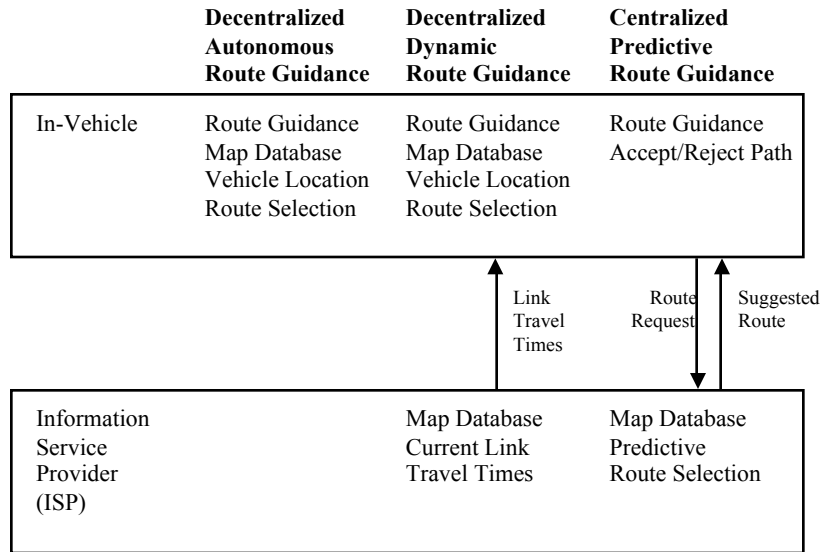 Decentralized Decentralized Centralized
Autonomous Dynamic Predictive
Route Guidance Route Guidance Route Guidance
In-Vehicle Route Guidance Route Guidance Route Guidance
Map Database Map Database Accept/Reject Path
Vehicle Location Vehicle Location
Route Selection Route Selection
Link Route Suggested
Travel Request Route
Times
Information Map Database Map Database
Service Current Link Predictive
Provider Travel Times Route Selection
(ISP)